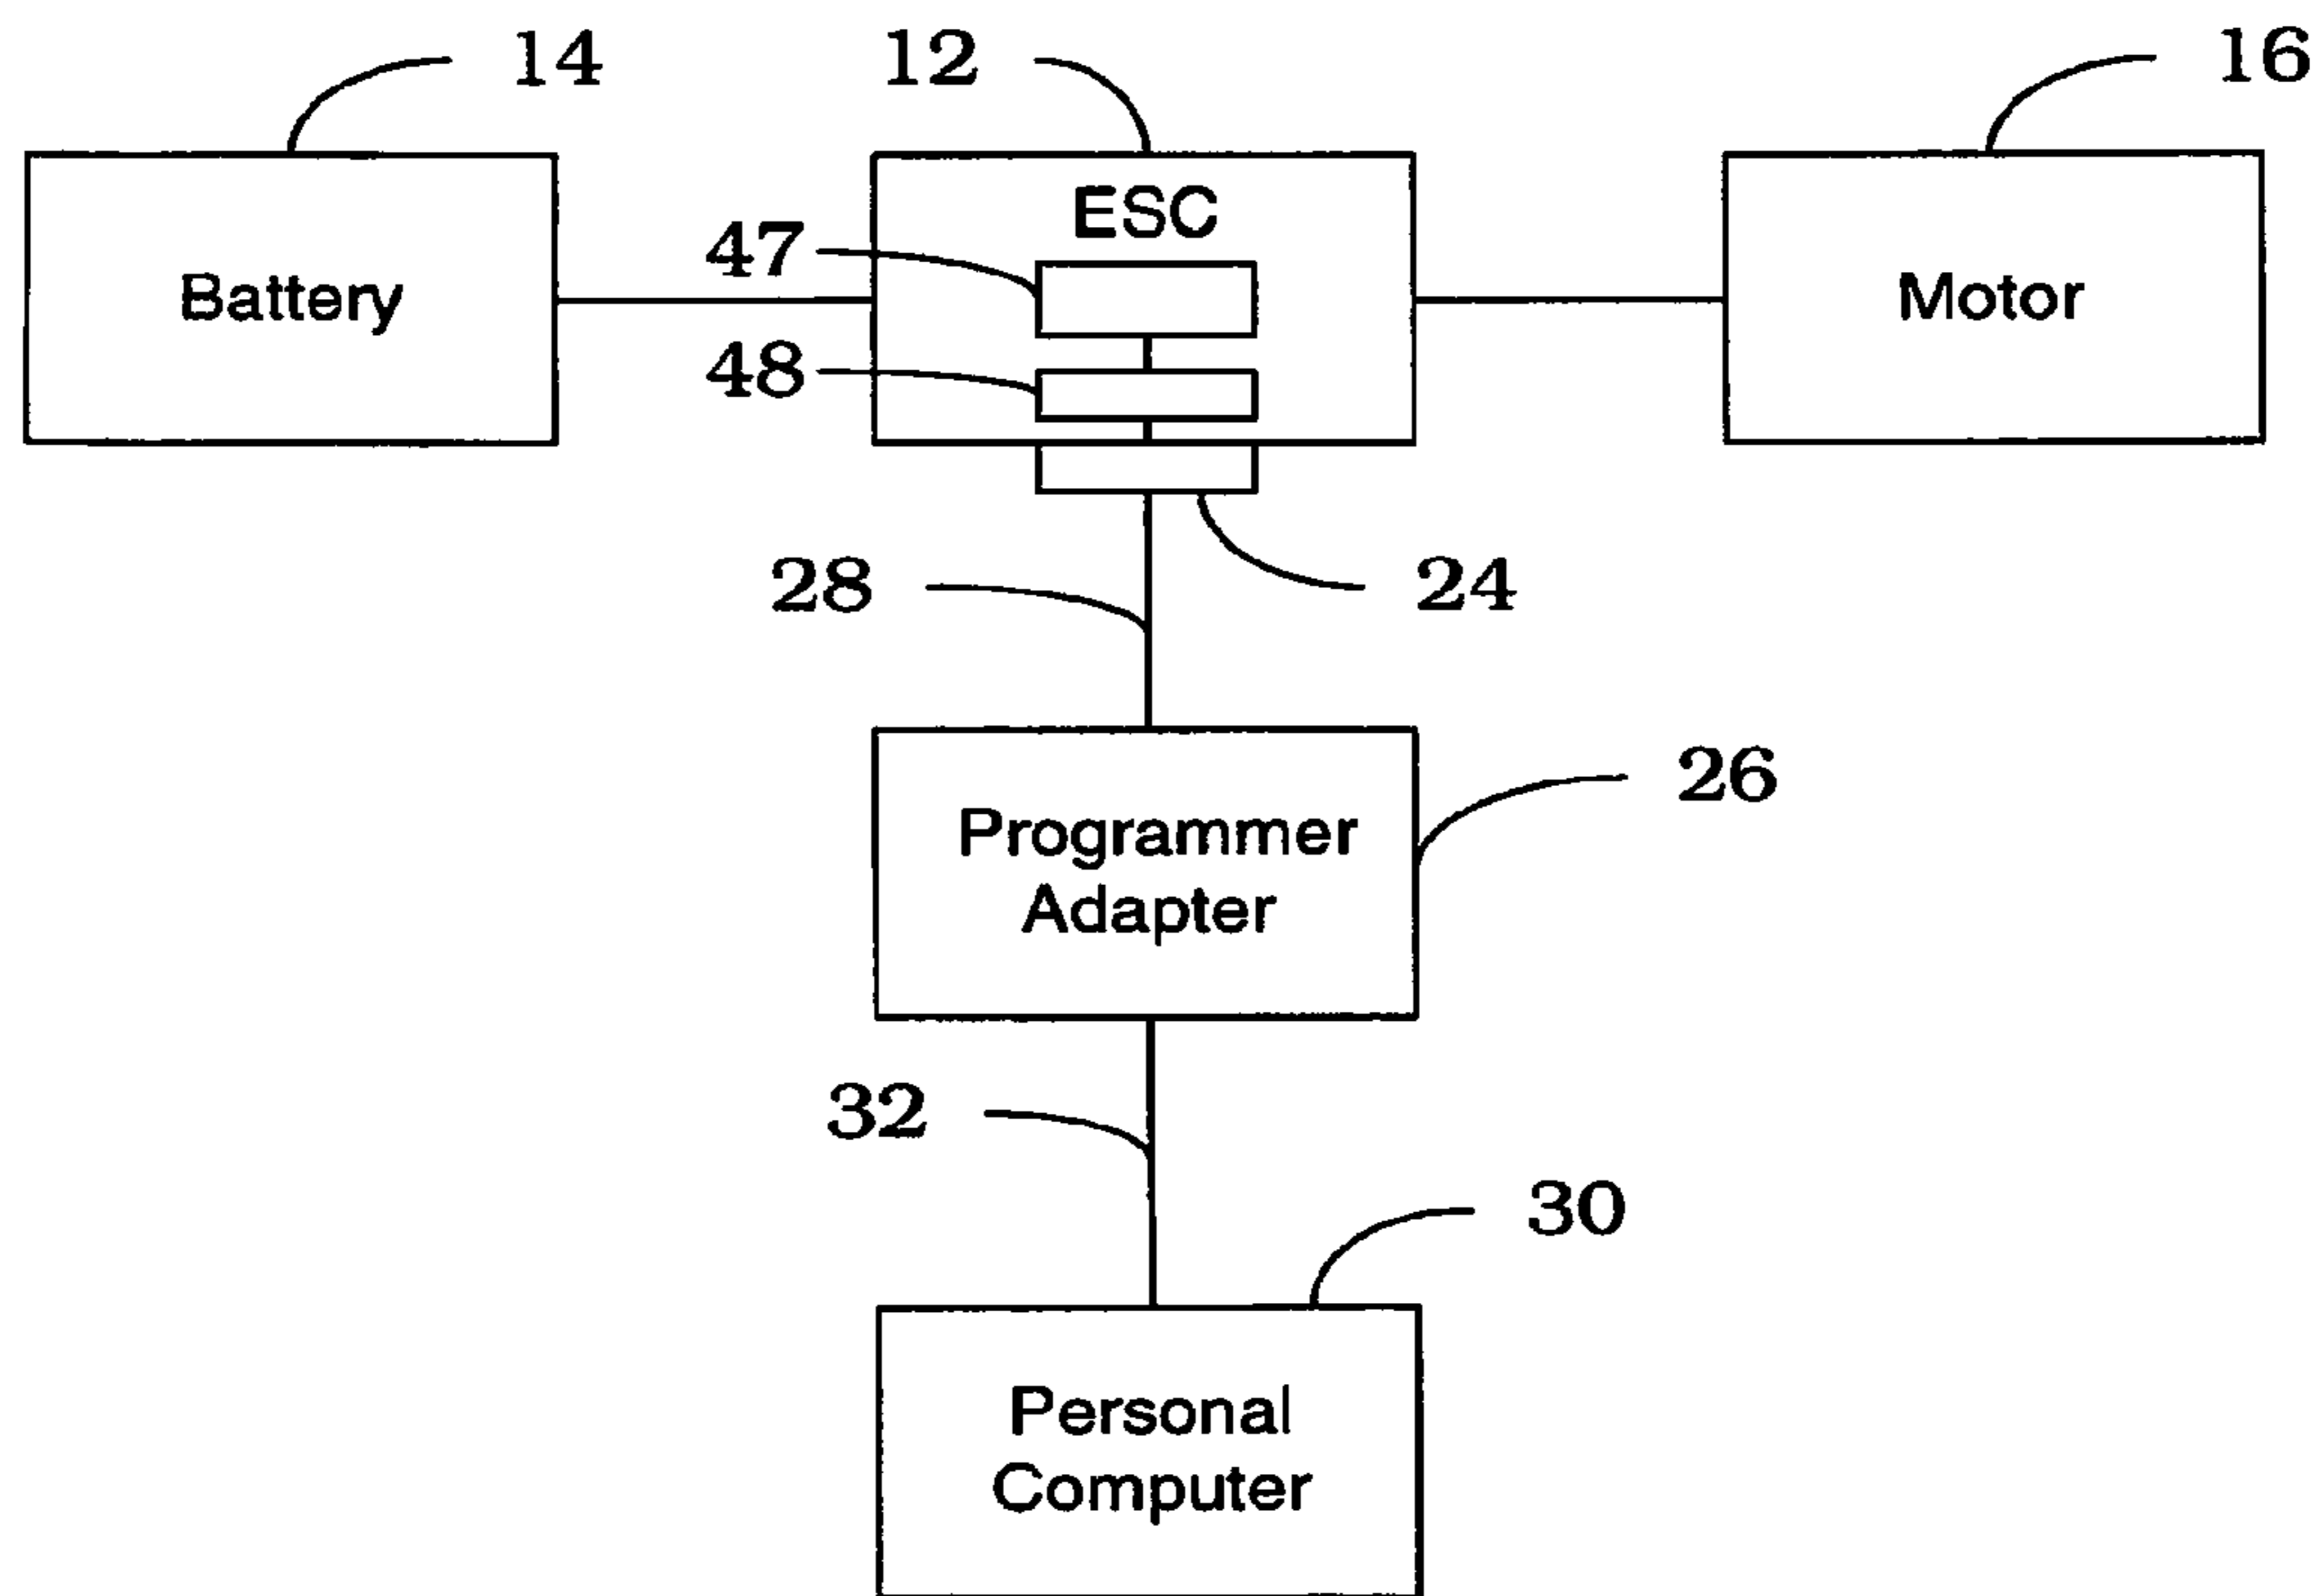 14
12
16
ESC
47
Battery
Motor
48
28
24
26
Programmer
Adapter
32
30
Personal
Computer